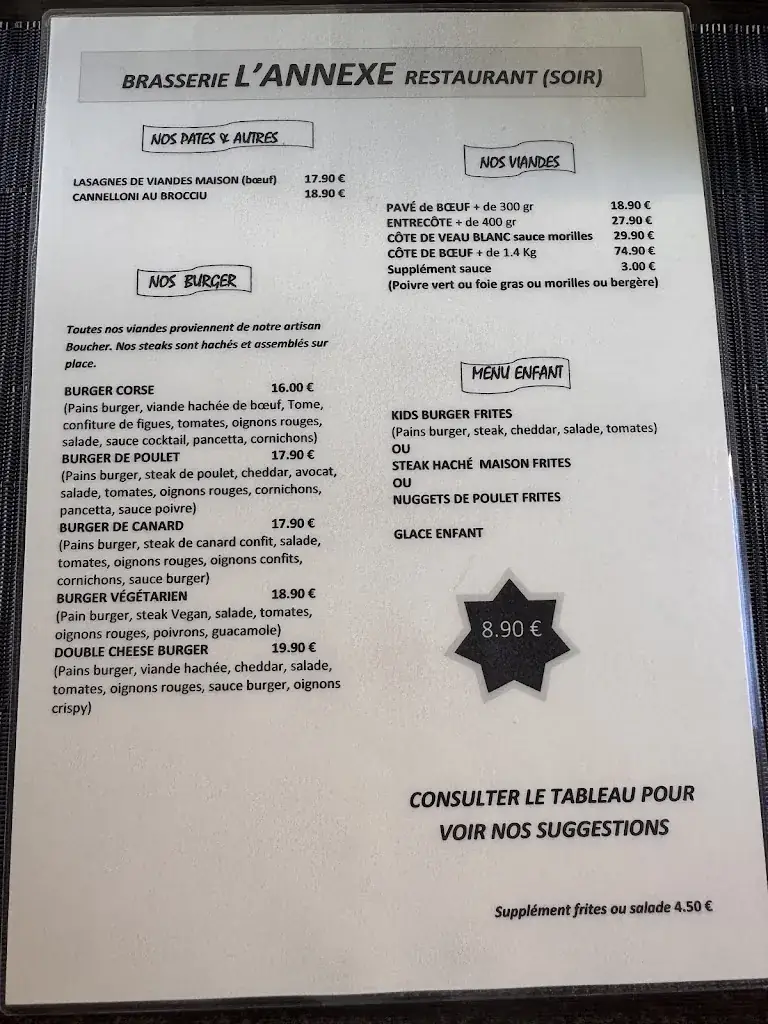 BRASSERIE L'ANNEXE RESTAURANT (SOIR)
NOS PATES & AUTRES
LASAGNES DE VIANDES MAISON (bœuf) 17.90 €
CANNELLONI AU BROCCIU 18.90 €
NOS BURGER
Toutes nos viandes proviennent de notre artisan
Boucher. Nos steaks sont hachés et assemblés sur
place.
BURGER CORSE 16.00 €
(Pains burger, viande hachée de bœuf, Tome,
confiture de figues, tomates, oignons rouges,
salade, sauce cocktail, pancetta, cornichons)
BURGER DE POULET 17.90 €
(Pains burger, steak de poulet, cheddar, avocat,
salade, tomates, oignons rouges, cornichons,
pancetta, sauce poivre)
BURGER DE CANARD 17.90 €
(Pains burger, steak de canard confit, salade,
tomates, oignons rouges, oignons confits,
cornichons, sauce burger)
BURGER VÉGÉTARIEN 18.90 €
(Pain burger, steak Vegan, salade, tomates,
oignons rouges, poivrons, guacamole)
DOUBLE CHEESE BURGER 19.90 €
(Pains burger, viande hachée, cheddar, salade,
tomates, oignons rouges, sauce burger, oignons
crispy)
NOS VIANDES
PAVÉ de BŒUF + de 300 gr 18.90 €
ENTRECÔTE + de 400 gr 27.90 €
CÔTE DE VEAU BLANC sauce morilles 29.90 €
CÔTE DE BŒUF + de 1.4 Kg 74.90 €
Supplément sauce 3.00 €
(Poivre vert ou foie gras ou morilles ou bergère)
MENU ENFANT
KIDS BURGER FRITES
(Pains burger, steak, cheddar, salade, tomates)
OU
STEAK HACHÉ MAISON FRITES
OU
NUGGETS DE POULET FRITES
GLACE ENFANT
8.90 €
CONSULTER LE TABLEAU POUR
VOIR NOS SUGGESTIONS
Supplément frites ou salade 4.50 €